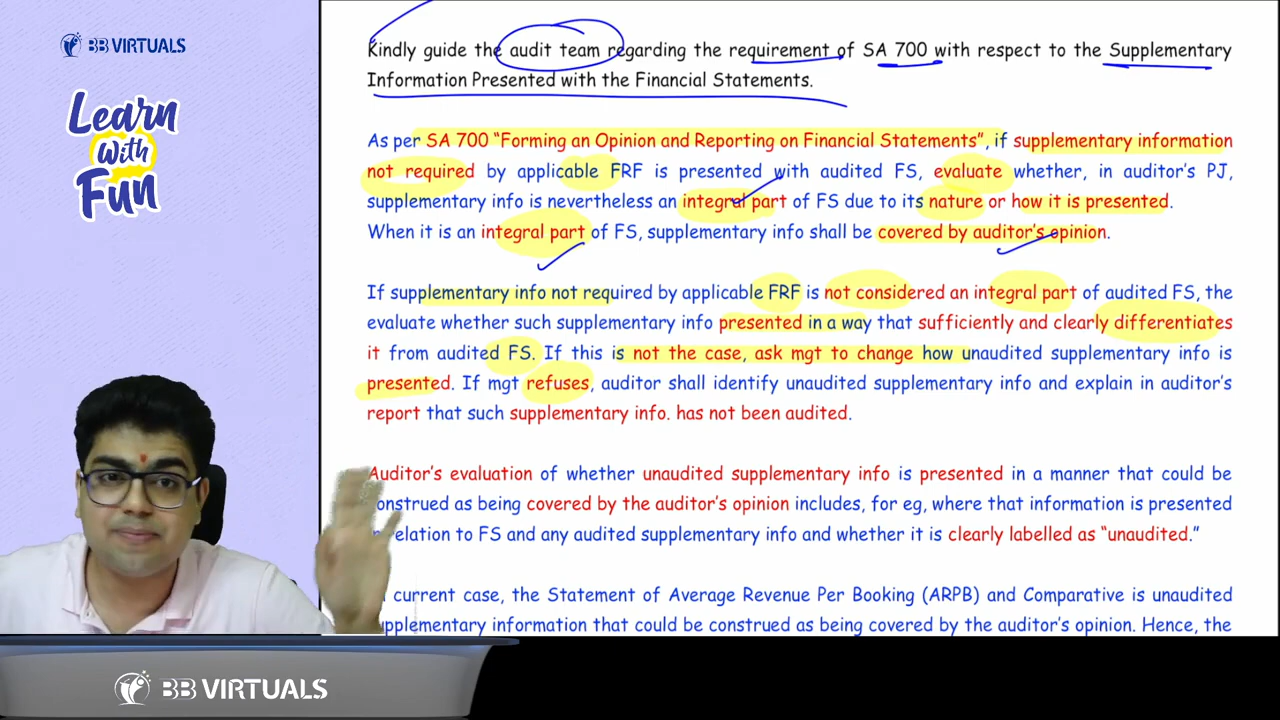 BB VIRTUALS
Learn
With
Fun
Kindly guide the audit team regarding the requirement of SA 700 with respect to the Supplementary
Information Presented with the Financial Statements.
As per SA 700 “Forming an Opinion and Reporting on Financial Statements”, if supplementary information
not required by applicable FRF is presented with audited FS, evaluate whether, in auditor’s PJ,
supplementary info is nevertheless an integral part of FS due to its nature or how it is presented.
When it is an integral part of FS, supplementary info shall be covered by auditor’s opinion.
If supplementary info not required by applicable FRF is not considered an integral part of audited FS, the
evaluate whether such supplementary info presented in a way that sufficiently and clearly differentiates
it from audited FS. If this is not the case, ask mgt to change how unaudited supplementary info is
presented. If mgt refuses, auditor shall identify unaudited supplementary info and explain in auditor’s
report that such supplementary info. has not been audited.
Auditor’s evaluation of whether unaudited supplementary info is presented in a manner that could be
construed as being covered by the auditor’s opinion includes, for eg, where that information is presented
relation to FS and any audited supplementary info and whether it is clearly labelled as “unaudited.”
current case, the Statement of Average Revenue Per Booking (ARPB) and Comparative is unaudited
supplementary information that could be construed as being covered by the auditor’s opinion. Hence, the
BB VIRTUALS